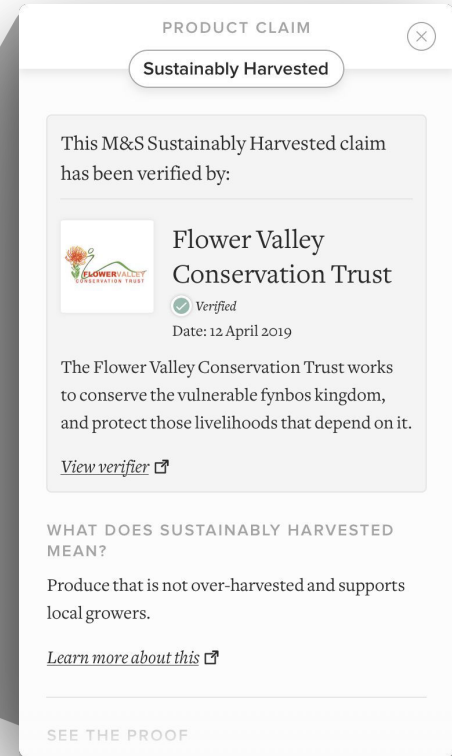 PRODUCT CLAIM
Sustainably Harvested
This M&S Sustainably Harvested claim
has been verified by:
FLOWERVALLEY
CONSERVATION TRUST
Flower Valley
Conservation Trust
Verified
Date: 12 April 2019
The Flower Valley Conservation Trust works
to conserve the vulnerable fynbos kingdom,
and protect those livelihoods that depend on it.
View verifier
WHAT DOES SUSTAINABLY HARVESTED
MEAN?
Produce that is not over-harvested and supports
local growers.
Learn more about this
SEE THE PROOF